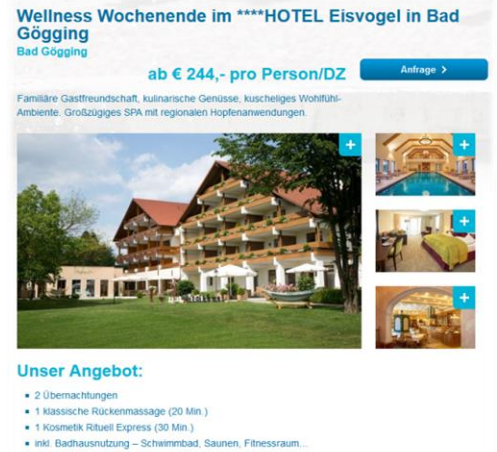 Wellness Wochenende im ****HOTEL Eisvogel in Bad
Gögging
Bad Gögging
ab € 244,- pro Person/DZ
Anfrage >
Familiäre Gastfreundschaft, kulinarische Genüsse, kuscheliges Wohlfühl-
Ambiente. Großzügiges SPA mit regionalen Hopfenanwendungen.
Unser Angebot:
2 Übernachtungen
1 klassische Rückenmassage (20 Min.)
1 Kosmetik Rituell Express (30 Min.)
inkl. Badhausnutzung – Schwimmbad, Saunen, Fitnessraum...